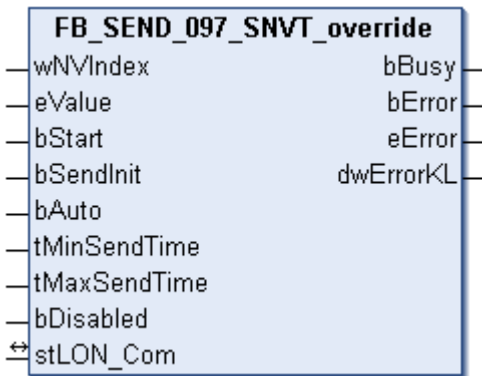 FB_SEND_097_SNVT_override
wNVIndex bBusy
eValue bError
bStart eError
bSendInit dwErrorKL
bAuto
tMinSendTime
tMaxSendTime
bDisabled
stLON_Com